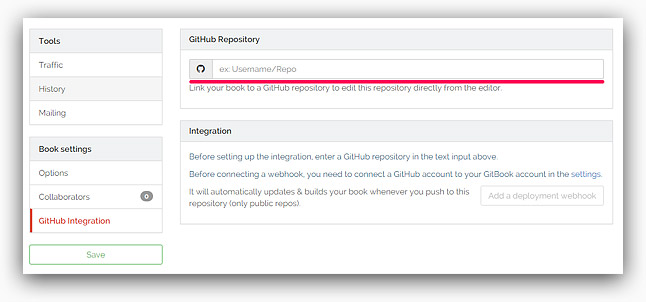 Tools
Traffic
History
Mailing
Book settings
Options
Collaborators 0
GitHub Integration
Save
GitHub Repository
ex: Username/Repo
Link your book to a GitHub repository to edit this repository directly from the editor.
Integration
Before setting up the integration, enter a GitHub repository in the text input above.
Before connecting a webhook, you need to connect a GitHub account to your GitBook account in the settings.
It will automatically updates & builds your book whenever you push to this
repository (only public repos).
Add a deployment webhook